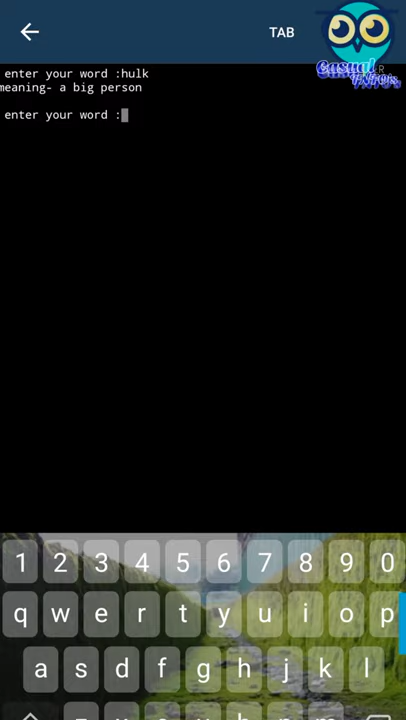 TAB
Casual
enter your word :hulk
meaning- a big person
enter your word :
1 2 3 4 5 6 7 8 9 0
q w e r t y u i o p
a s d f g h j k l